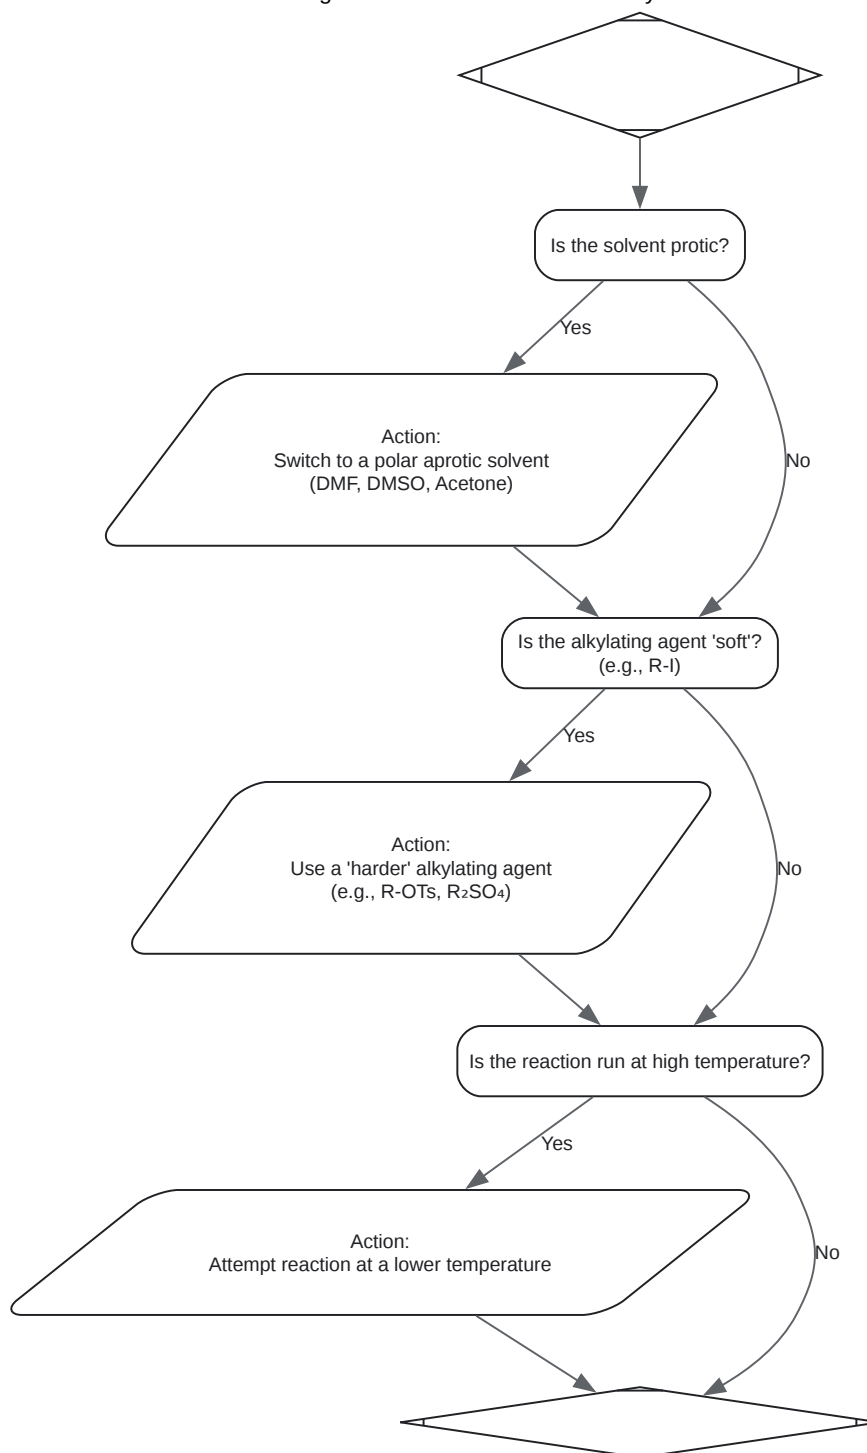 Is the solvent protic?
Yes
Action:
Switch to a polar aprotic solvent
(DMF, DMSO, Acetone)
No
Is the alkylating agent 'soft'?
(e.g., R-I)
Yes
Action:
Use a 'harder' alkylating agent
(e.g., R-OTs, R₂SO₄)
No
Is the reaction run at high temperature?
Yes
Action:
Attempt reaction at a lower temperature
No